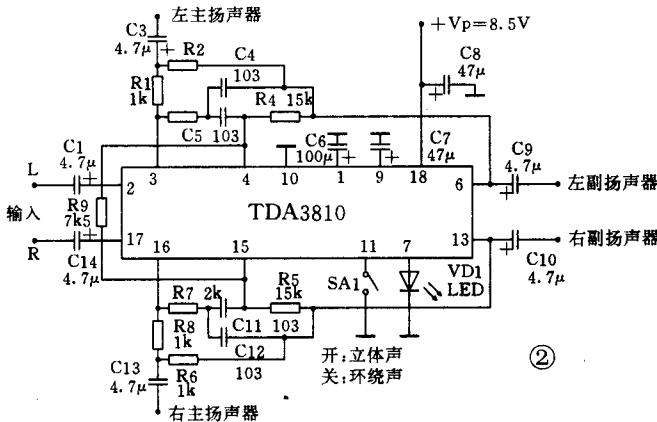 左主扬声器
C3
4.7μ
+
R2
C4
103
R1
1k
C5
103
R4
15k
+Vp=8.5V
C8
47μ
+
C1
4.7μ
+
C6
100μ
+
+
C7
47μ
C9
4.7μ
+
L
输入
R
R9
7k5
2
3
4
10
1
9
18
6
左副扬声器
TDA3810
17
16
15
11
7
13
右副扬声器
+
C14
4.7μ
+
C10
4.7μ
R7
2k
R5
15k
SA1
VD1
LED
R8
1k
C11
103
C12
103
C13
4.7μ
R6
1k
开:立体声
关:环绕声
②
右主扬声器